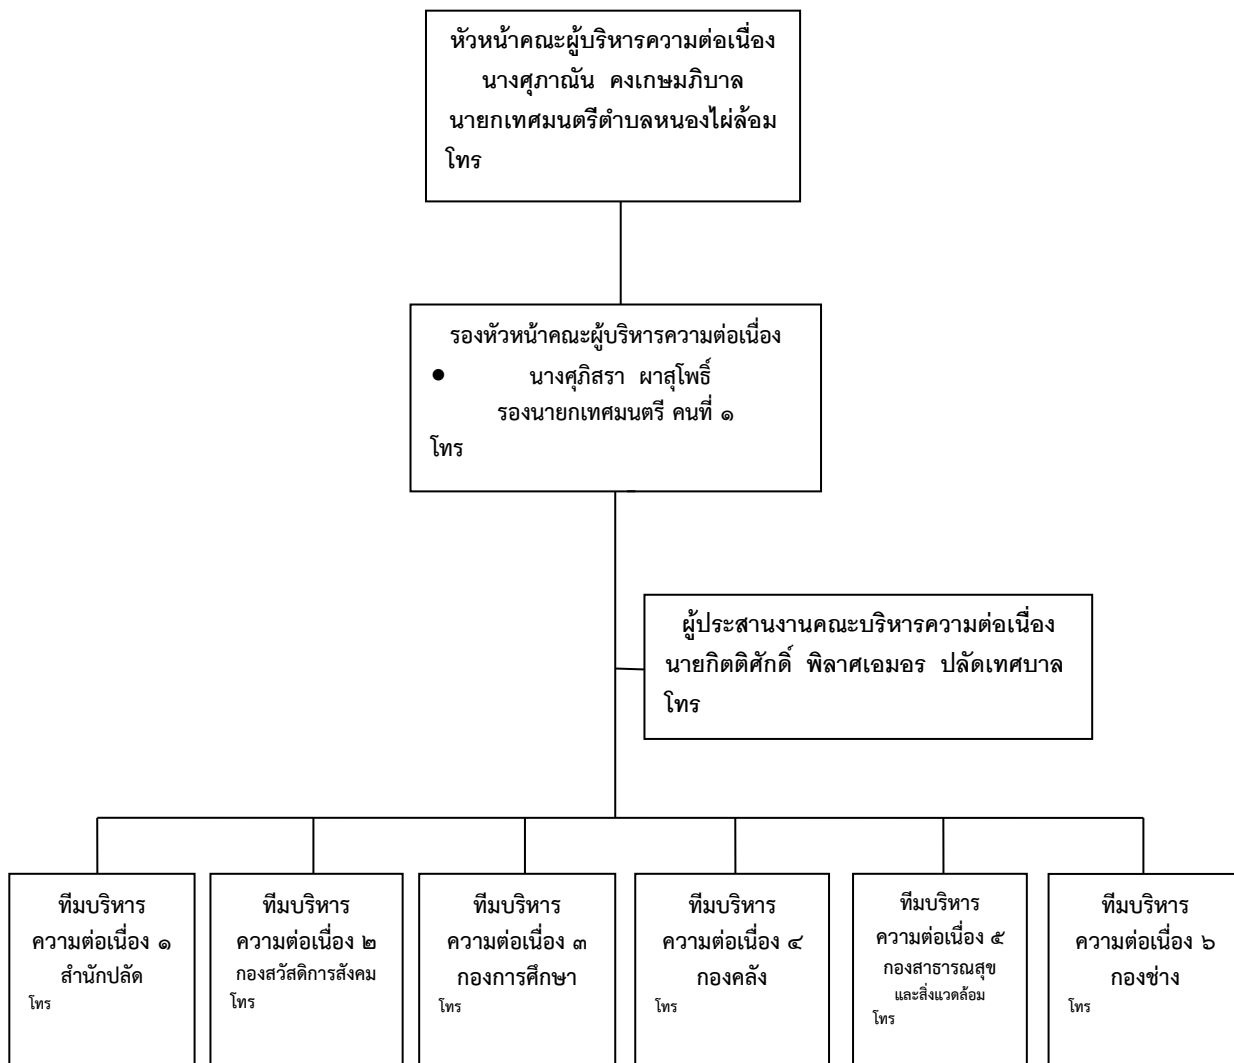 หัวหน้าคณะผู้บริหารความต่อเนื่อง
นางศุภาณัน คงเกษมภิบาล
นายกเทศมนตรีตำบลหนองไผ่ล้อม
โทร
รองหัวหน้าคณะผู้บริหารความต่อเนื่อง
● นางศุภิสรา ผาสุโพธิ์
รองนายกเทศมนตรี คนที่ ๑
โทร
ผู้ประสานงานคณะบริหารความต่อเนื่อง
นายกิตติศักดิ์ พิลาศเอมอร ปลัดเทศบาล
โทร
ทีมบริหาร
ความต่อเนื่อง ๑
สำนักปลัด
โทร
ทีมบริหาร
ความต่อเนื่อง ๒
กองสวัสดิการสังคม
โทร
ทีมบริหาร
ความต่อเนื่อง ๓
กองการศึกษา
โทร
ทีมบริหาร
ความต่อเนื่อง ๔
กองคลัง
โทร
ทีมบริหาร
ความต่อเนื่อง ๕
กองสาธารณสุข
และสิ่งแวดล้อม
โทร
ทีมบริหาร
ความต่อเนื่อง ๖
กองช่าง
โทร